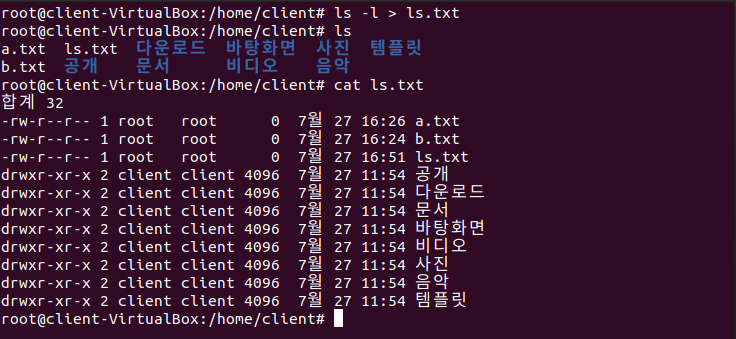 root@client-VirtualBox:/home/client# ls -l > ls.txt
root@client-VirtualBox:/home/client# ls
a.txt  ls.txt  다운로드  바탕화면  사진  템플릿
b.txt  공개    문서      비디오    음악
root@client-VirtualBox:/home/client# cat ls.txt
합계 32
-rw-r--r-- 1 root   root      0  7월 27 16:26 a.txt
-rw-r--r-- 1 root   root      0  7월 27 16:24 b.txt
-rw-r--r-- 1 root   root      0  7월 27 16:51 ls.txt
drwxr-xr-x 2 client client 4096  7월 27 11:54 공개
drwxr-xr-x 2 client client 4096  7월 27 11:54 다운로드
drwxr-xr-x 2 client client 4096  7월 27 11:54 문서
drwxr-xr-x 2 client client 4096  7월 27 11:54 바탕화면
drwxr-xr-x 2 client client 4096  7월 27 11:54 비디오
drwxr-xr-x 2 client client 4096  7월 27 11:54 사진
drwxr-xr-x 2 client client 4096  7월 27 11:54 음악
drwxr-xr-x 2 client client 4096  7월 27 11:54 템플릿
root@client-VirtualBox:/home/client#